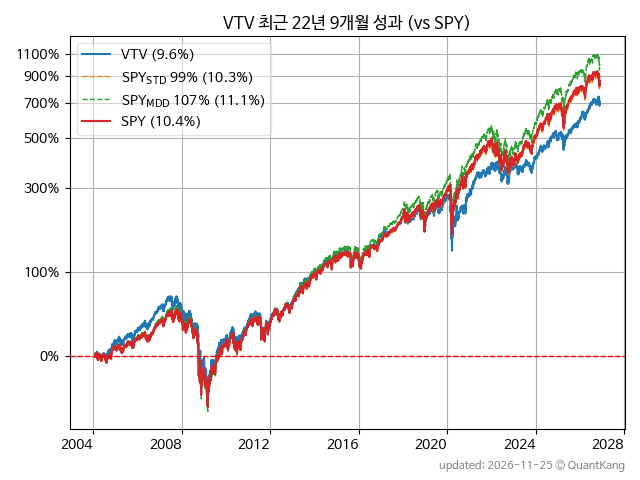 VTV 최근 22년 9개월 성과 (vs SPY)
1100%
900%
700%
500%
300%
100%
0%
VTV (9.6%)
SPYSTD 99% (10.3%)
SPYMDD 107% (11.1%)
SPY (10.4%)
2004 2008 2012 2016 2020 2024 2028
updated: 2026-11-25 © QuantKang